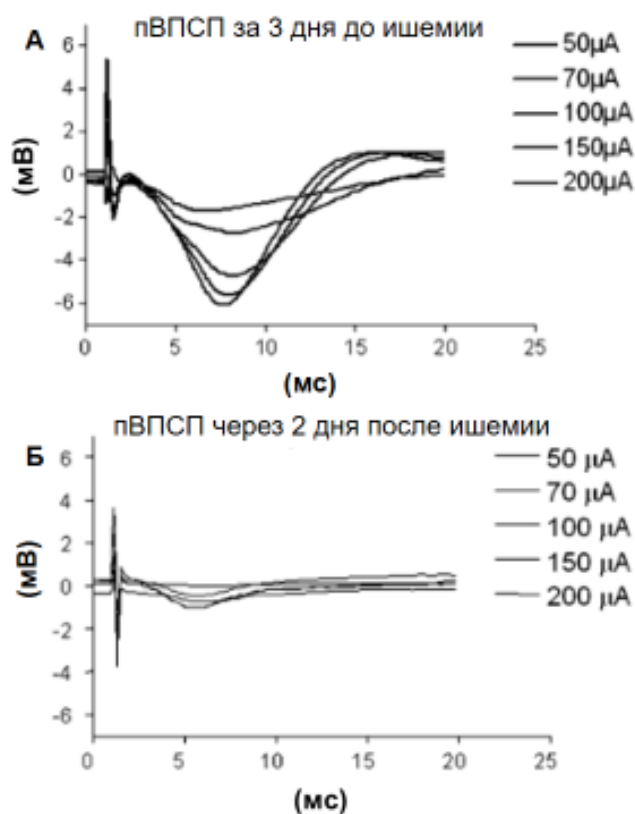 А пВПСП за 3 дня до ишемии
50μA
70μA
100μA
150μA
200μA
(мВ)
6
4
2
0
-2
-4
-6
0 5 10 15 20 25
(мс)
пВПСП через 2 дня после ишемии
Б
50 μA
70 μA
100 μA
150 μA
200 μA
(мВ)
6
4
2
0
-2
-4
-6
0 5 10 15 20 25
(мс)